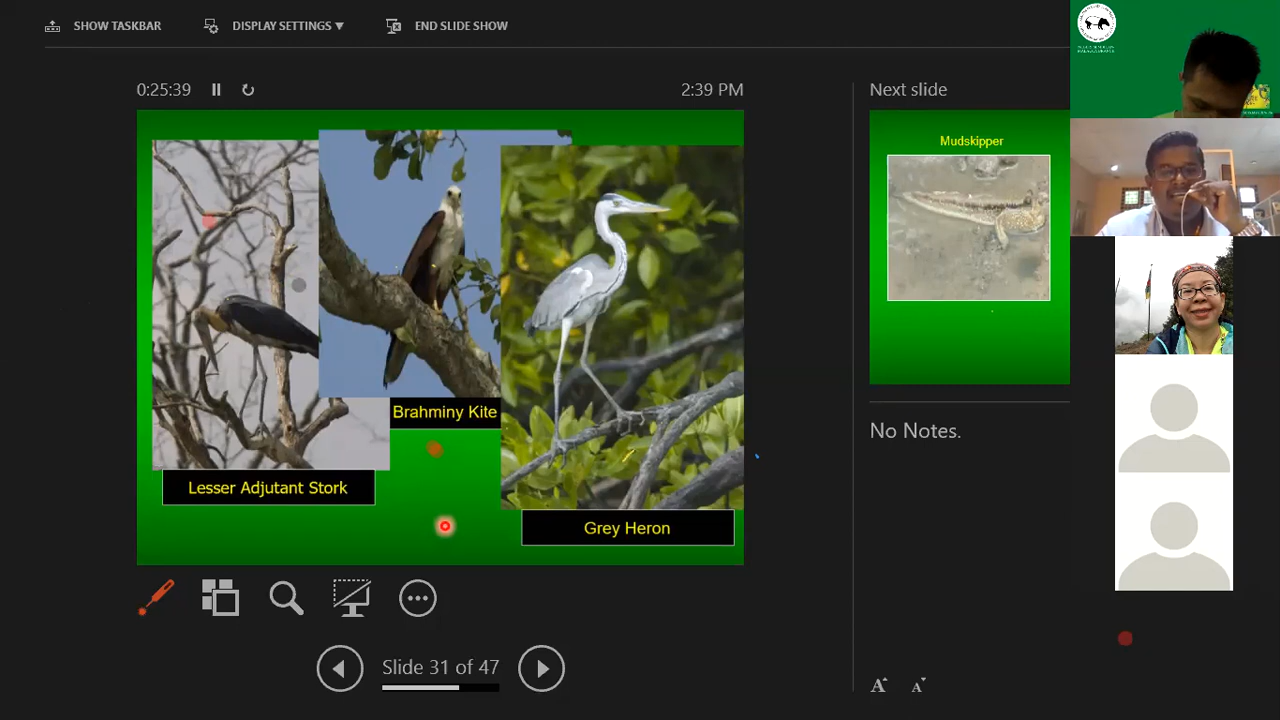 SHOW TASKBAR
DISPLAY SETTINGS ▼
END SLIDE SHOW
0:25:39
2:39 PM
Next slide
Mudskipper
Brahminy Kite
Lesser Adjutant Stork
Grey Heron
No Notes.
Slide 31 of 47
A
A